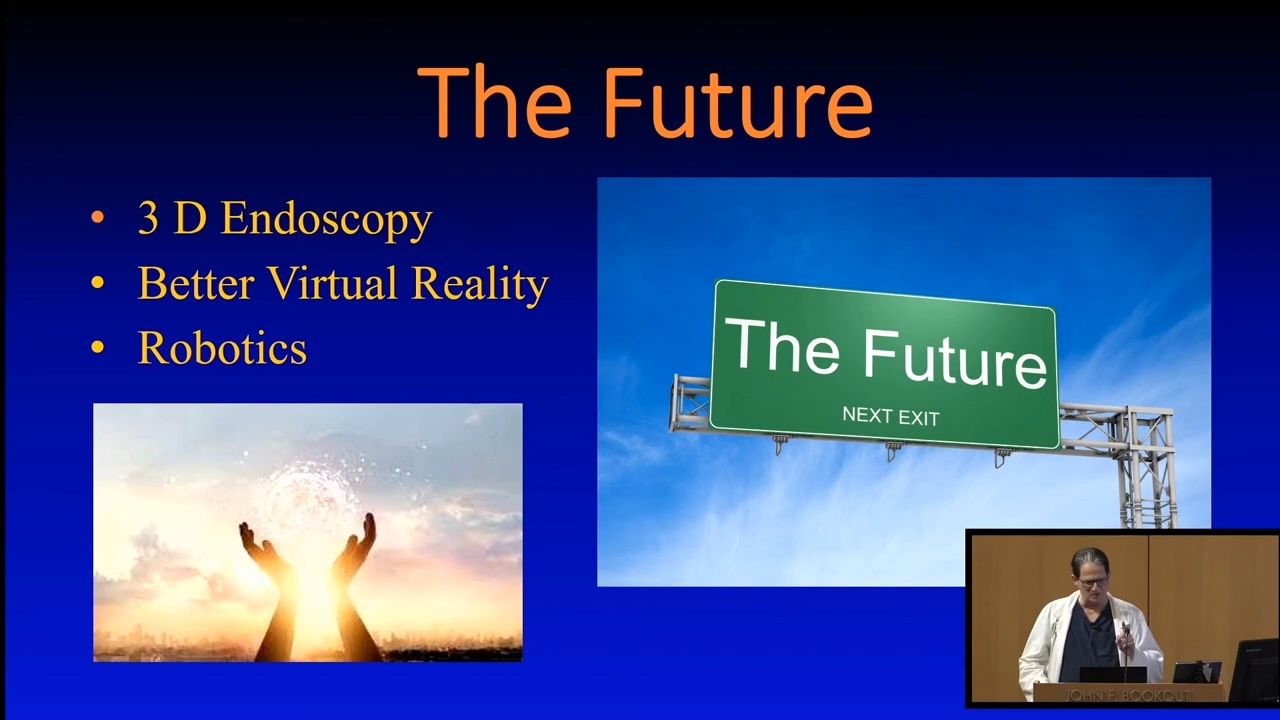 The Future
• 3 D Endoscopy
• Better Virtual Reality
• Robotics
The Future
NEXT EXIT
JOHN F. BOOKOUT